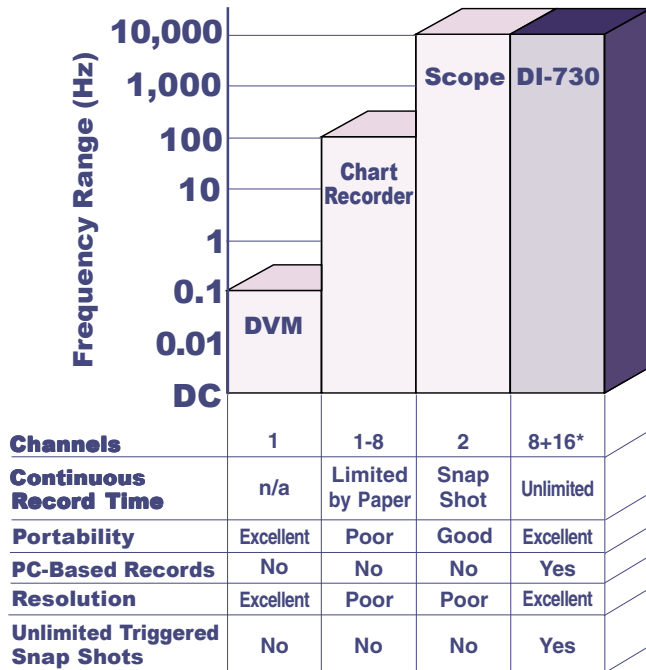 Frequency Range (Hz)
10,000
1,000
100
10
1
0.1
0.01
DC
DVM
Chart
Recorder
Scope
DI-730
Channels 1 1-8 2 8+16*
Continuous
Record Time n/a Limited
by Paper Snap
Shot Unlimited
Portability Excellent Poor Good Excellent
PC-Based Records No No No Yes
Resolution Excellent Poor Poor Excellent
Unlimited Triggered
Snap Shots No No No Yes